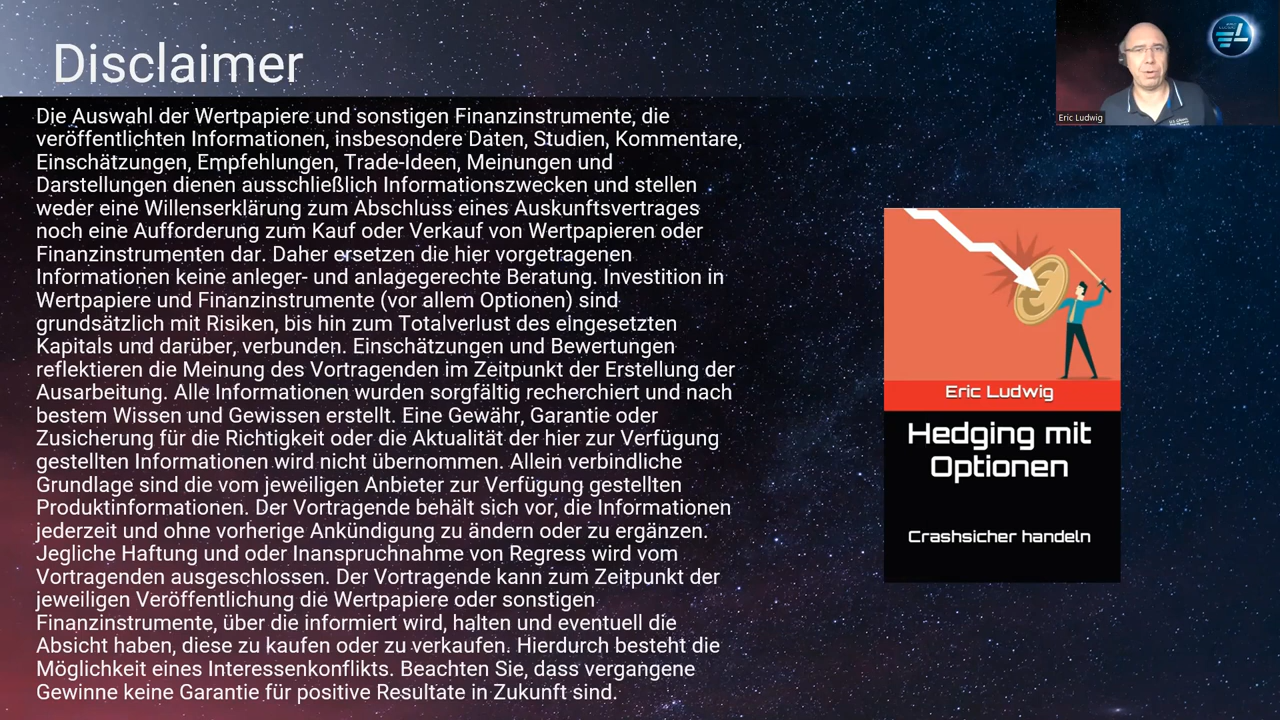 Disclaimer
Die Auswahl der Wertpapiere und sonstigen Finanzinstrumente, die
veröffentlichten Informationen, insbesondere Daten, Studien, Kommentare,
Einschätzungen, Empfehlungen, Trade-Ideen, Meinungen und
Darstellungen dienen ausschließlich Informationszwecken und stellen
weder eine Willenserklärung zum Abschluss eines Auskunftsvertrages
noch eine Aufforderung zum Kauf oder Verkauf von Wertpapieren oder
Finanzinstrumenten dar. Daher ersetzen die hier vorgetragenen
Informationen keine anleger- und anlagegerechte Beratung. Investition in
Wertpapiere und Finanzinstrumente (vor allem Optionen) sind
grundsätzlich mit Risiken, bis hin zum Totalverlust des eingesetzten
Kapitals und darüber, verbunden. Einschätzungen und Bewertungen
reflektieren die Meinung des Vortragenden im Zeitpunkt der Erstellung der
Ausarbeitung. Alle Informationen wurden sorgfältig recherchiert und nach
bestem Wissen und Gewissen erstellt. Eine Gewähr, Garantie oder
Zusicherung für die Richtigkeit oder die Aktualität der hier zur Verfügung
gestellten Informationen wird nicht übernommen. Allein verbindliche
Grundlage sind die vom jeweiligen Anbieter zur Verfügung gestellten
Produktinformationen. Der Vortragende behält sich vor, die Informationen
jederzeit und ohne vorherige Ankündigung zu ändern oder zu ergänzen.
Jegliche Haftung und oder Inanspruchnahme von Regress wird vom
Vortragenden ausgeschlossen. Der Vortragende kann zum Zeitpunkt der
jeweiligen Veröffentlichung die Wertpapiere oder sonstigen
Finanzinstrumente, über die informiert wird, halten und eventuell die
Absicht haben, diese zu kaufen oder zu verkaufen. Hierdurch besteht die
Möglichkeit eines Interessenkonflikts. Beachten Sie, dass vergangene
Gewinne keine Garantie für positive Resultate in Zukunft sind.
Eric Ludwig
Eric Ludwig
Hedging mit
Optionen
Crashsicher handeln